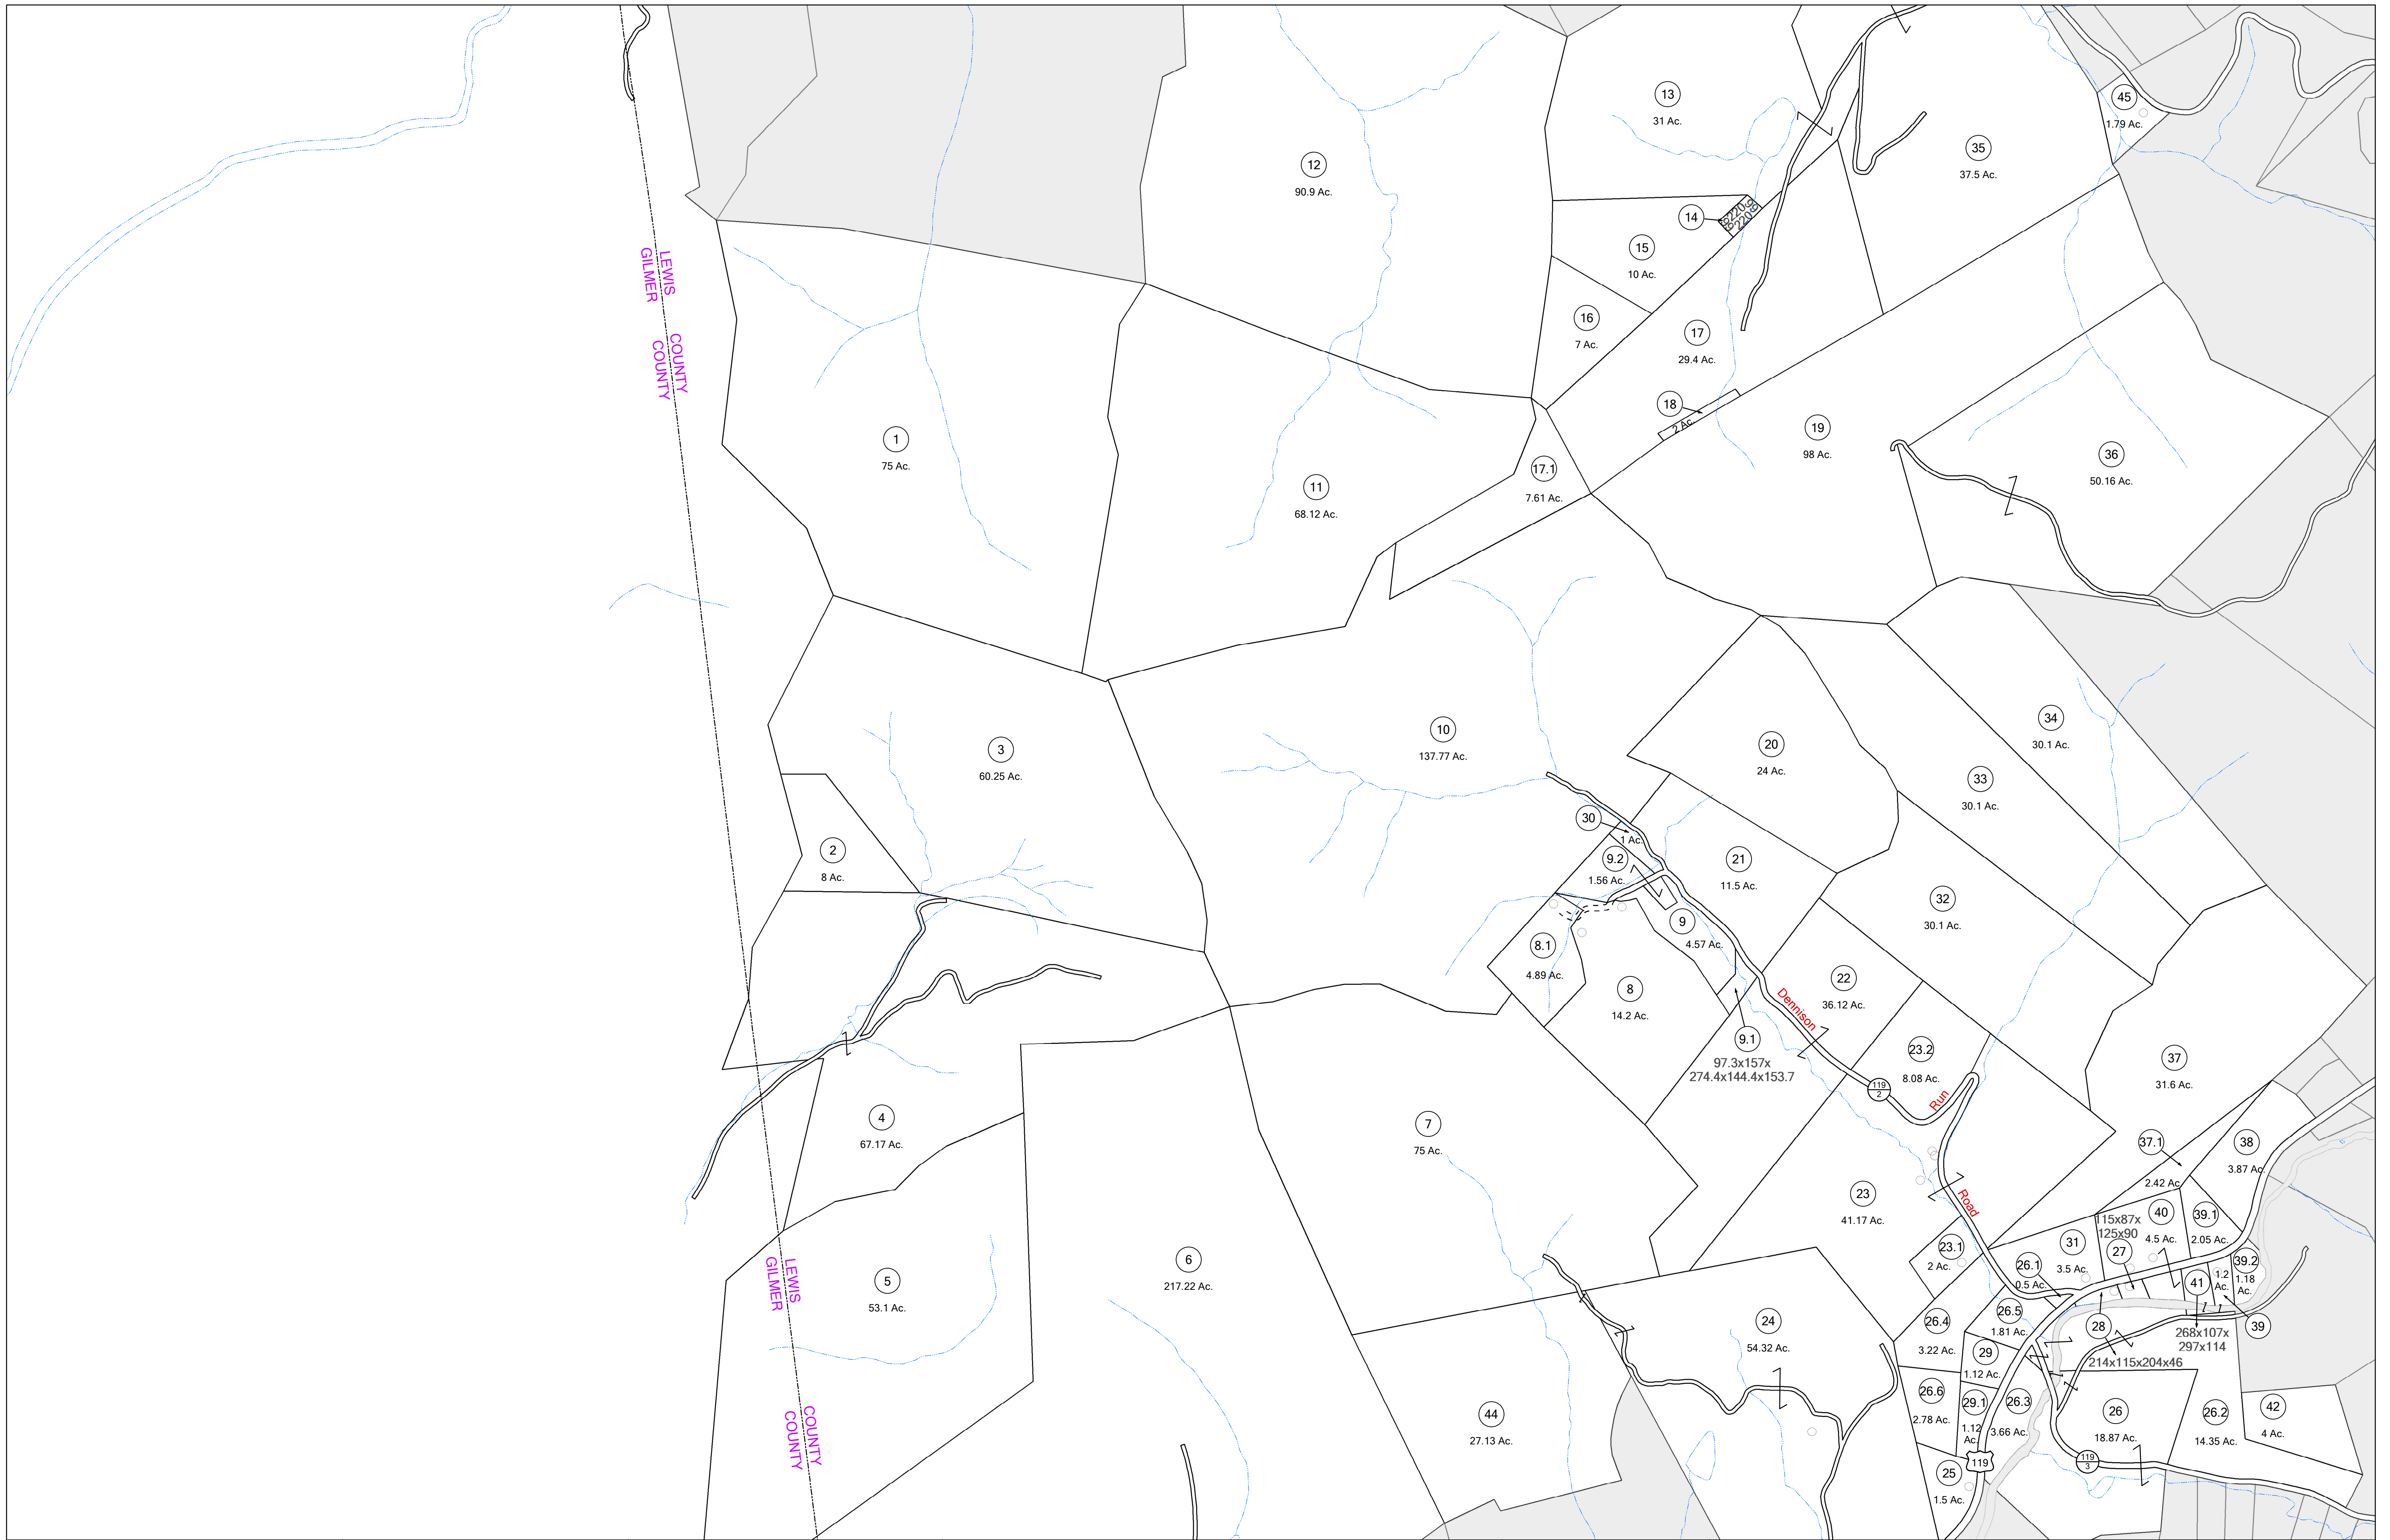 13
31 Ac.
45
1.79 Ac.
35
37.5 Ac.
12
90.9 Ac.
14
220
220
15
10 Ac.
16
7 Ac.
17
29.4 Ac.
LEWIS
GILMER
COUNTY
COUNTY
18
2 Ac.
19
98 Ac.
1
75 Ac.
36
50.16 Ac.
17.1
7.61 Ac.
11
68.12 Ac.
34
30.1 Ac.
10
137.77 Ac.
20
24 Ac.
3
60.25 Ac.
33
30.1 Ac.
30
1 Ac.
2
8 Ac.
9.2
1.56 Ac.
21
11.5 Ac.
32
30.1 Ac.
9
4.57 Ac.
8.1
4.89 Ac.
22
36.12 Ac.
8
14.2 Ac.
Dennison
9.1
97.3x157x
274.4x144.4x153.7
23.2
8.08 Ac.
119
2
Run
37
31.6 Ac.
4
67.17 Ac.
7
75 Ac.
37.1
2.42 Ac.
38
3.87 Ac.
23
41.17 Ac.
Road
115x87x
125x90
40
4.5 Ac.
39.1
2.05 Ac.
23.1
2 Ac.
31
3.5 Ac.
27
26.1
0.5 Ac.
39.2
1.18
Ac.
41
1.2
Ac.
6
217.22 Ac.
LEWIS
GILMER
5
53.1 Ac.
26.5
1.81 Ac.
28
39
268x107x
297x114
214x115x204x46
24
54.32 Ac.
26.4
3.22 Ac.
29
1.12 Ac.
26.6
2.78 Ac.
29.1
1.12
Ac.
26.3
3.66 Ac.
26
18.87 Ac.
26.2
14.35 Ac.
42
4 Ac.
44
27.13 Ac.
COUNTY
COUNTY
119
119
3
25
1.5 Ac.